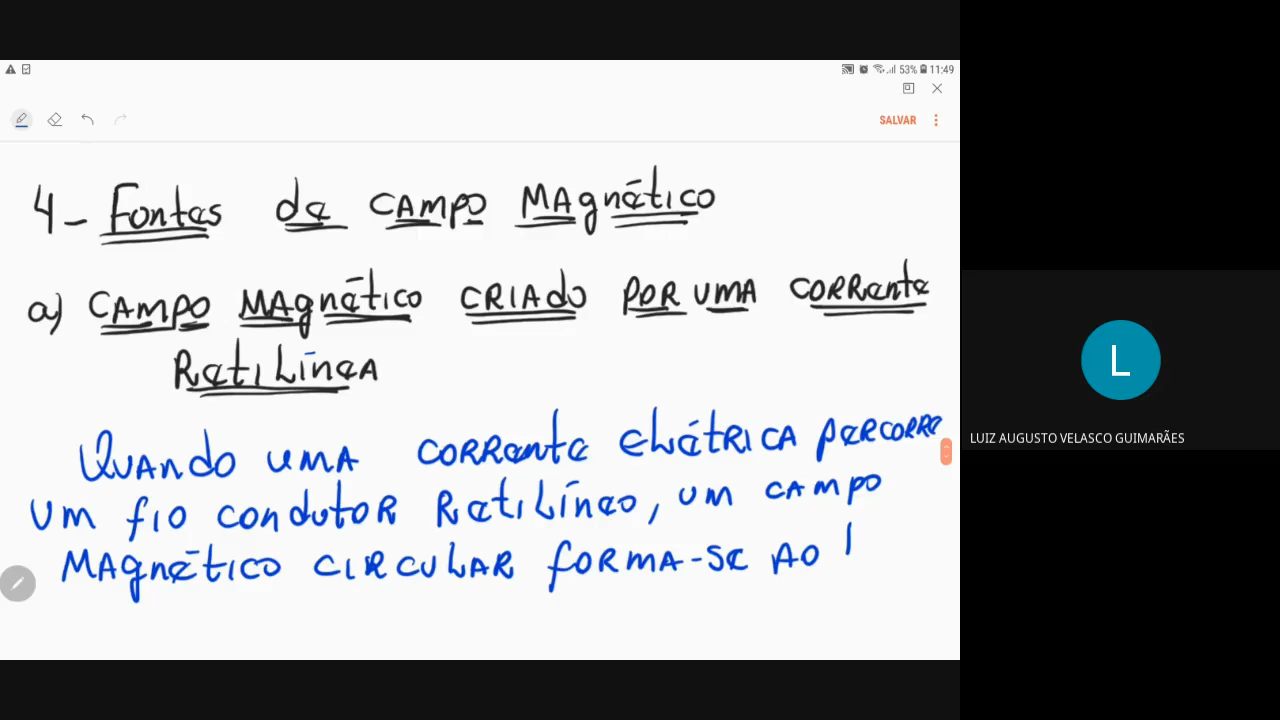 53% 11:49
SALVAR
4- Fontes de CAMPO MAgnético
a) CAMPO MAgnético CRIAdo POR UMA CORRente
RetiLíneA
QUANdo UMA CORRente eLétRICA peRCORRe
UM fIO CONdUTOR RetiLíneo, UM CAMPO
MAgnético CIRCULAR fORMA-se AO
L
LUIZ AUGUSTO VELASCO GUIMARÃES